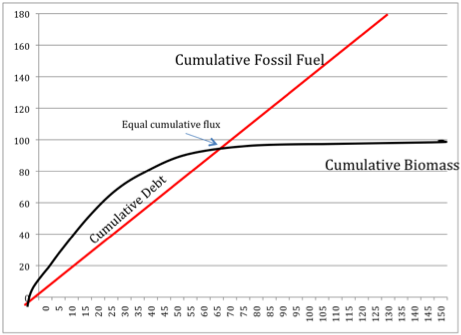 180
160
140
120
100
80
60
40
20
0
Cumulative Fossil Fuel
Equal cumulative flux
Cumulative Biomass
Cumulative Debt
0 5 10 15 20 25 30 35 40 45 50 55 60 65 70 75 80 85 90 95 100 105 110 115 120 125 130 135 140 145 150